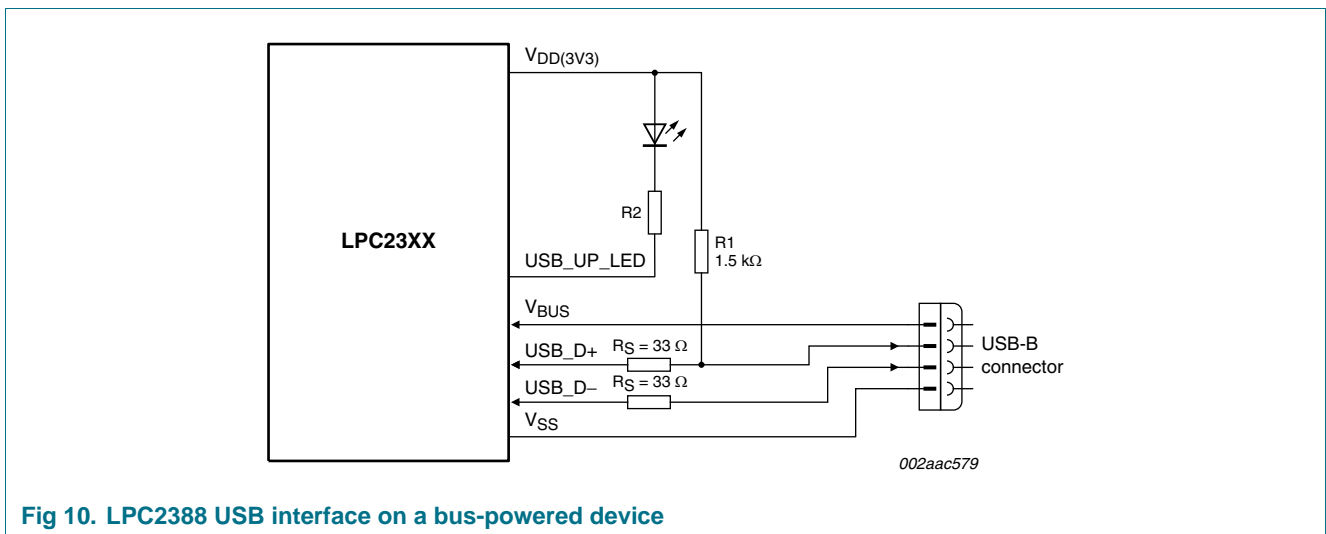 VDD(3V3)
R2
LPC23XX
R1
1.5 kΩ
USB_UP_LED
VBUS
USB_D+ RS = 33 Ω
USB-B
connector
USB_D− RS = 33 Ω
VSS
002aac579
Fig 10. LPC2388 USB interface on a bus-powered device